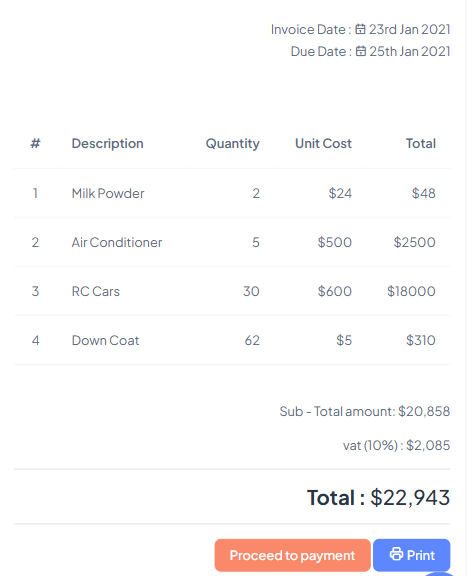 Invoice Date : 23rd Jan 2021
Due Date : 25th Jan 2021
# Description Quantity Unit Cost Total
1 Milk Powder 2 $24 $48
2 Air Conditioner 5 $500 $2500
3 RC Cars 30 $600 $18000
4 Down Coat 62 $5 $310
Sub - Total amount: $20,858
vat (10%) : $2,085
Total : $22,943
Proceed to payment Print